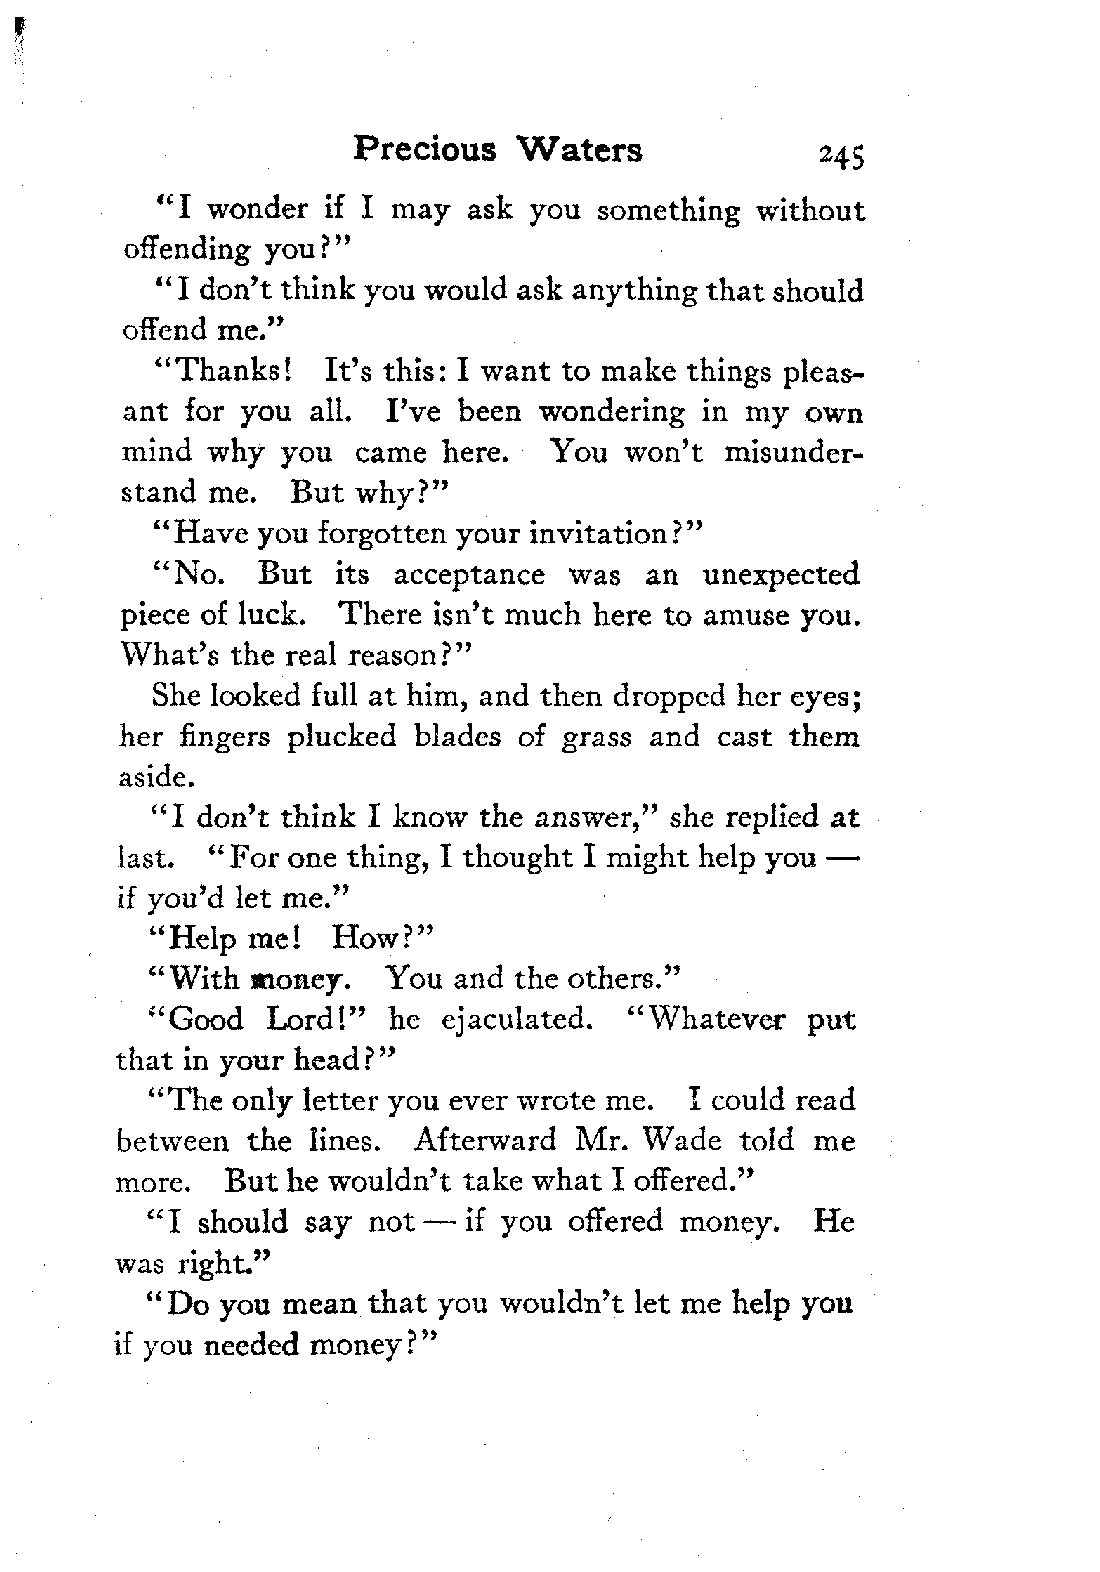 Precious Waters 245
"I wonder if I may ask you something without
offending you?"
"I don't think you would ask anything that should
offend me."
"Thanks! It's this: I want to make things pleas-
ant for you all. I've been wondering in my own
mind why you came here. You won't misunder-
stand me. But why?"
"Have you forgotten your invitation?"
"No. But its acceptance was an unexpected
piece of luck. There isn't much here to amuse you.
What's the real reason?"
She looked full at him, and then dropped her eyes;
her fingers plucked blades of grass and cast them
aside.
"I don't think I know the answer," she replied at
last. "For one thing, I thought I might help you —
if you'd let me."
"Help me! How?"
"With money. You and the others."
"Good Lord!" he ejaculated. "Whatever put
that in your head?"
"The only letter you ever wrote me. I could read
between the lines. Afterward Mr. Wade told me
more. But he wouldn't take what I offered."
"I should say not — if you offered money. He
was right."
"Do you mean that you wouldn't let me help you
if you needed money?"